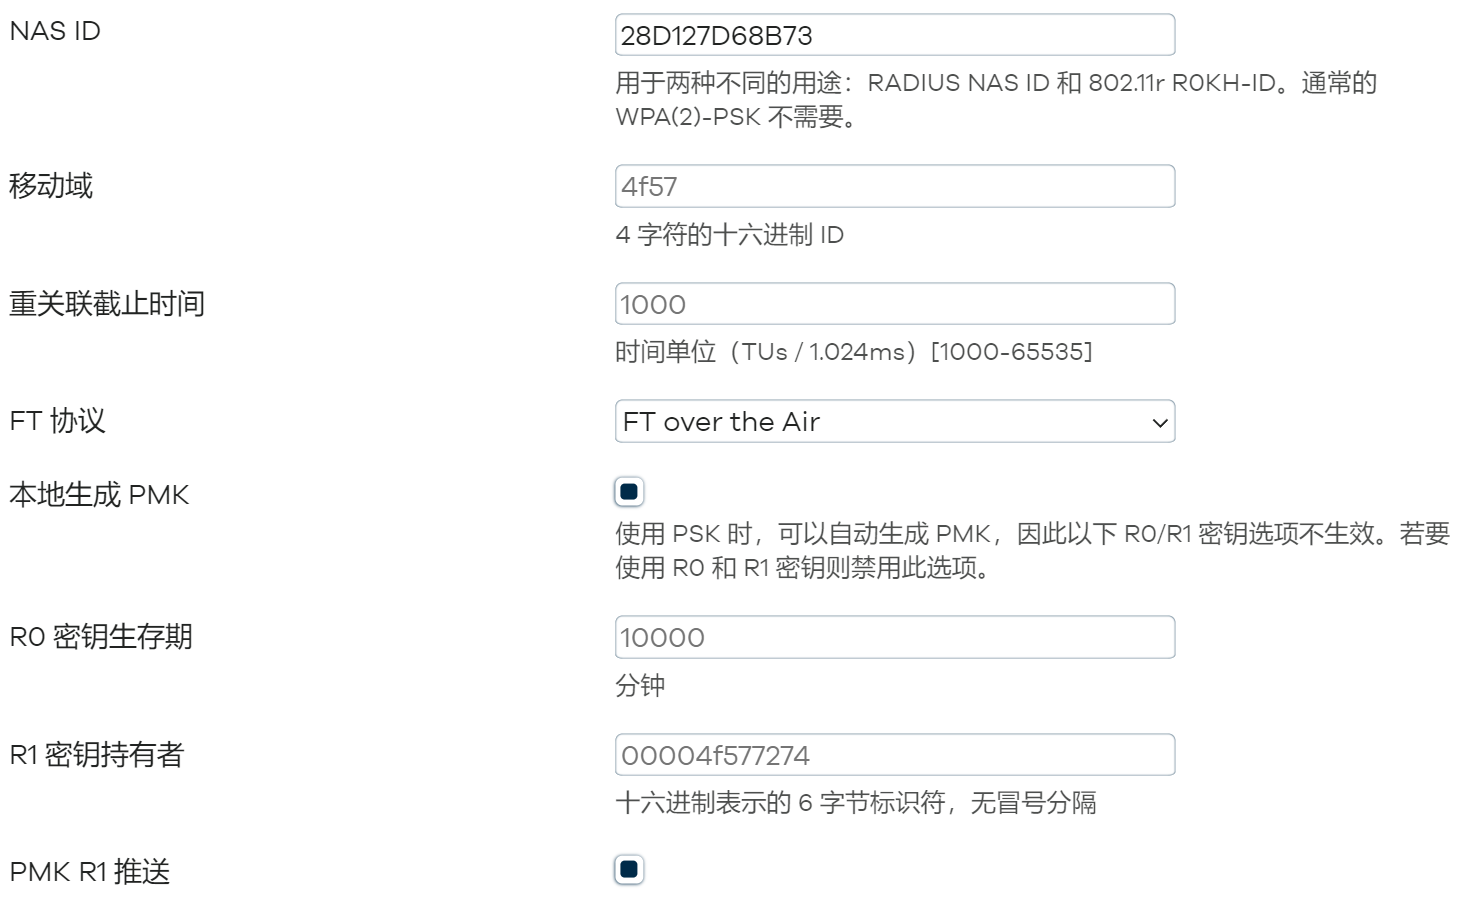 NAS ID
28D127D68B73
用于两种不同的用途：RADIUS NAS ID 和 802.11r R0KH-ID。通常的
WPA(2)-PSK 不需要。
移动域
4f57
4 字符的十六进制 ID
重关联截止时间
1000
时间单位（TUs / 1.024ms）[1000-65535]
FT 协议
FT over the Air
本地生成 PMK
使用 PSK 时，可以自动生成 PMK，因此以下 R0/R1 密钥选项不生效。若要
使用 R0 和 R1 密钥则禁用此选项。
R0 密钥生存期
10000
分钟
R1 密钥持有者
00004f577274
十六进制表示的 6 字节标识符，无冒号分隔
PMK R1 推送